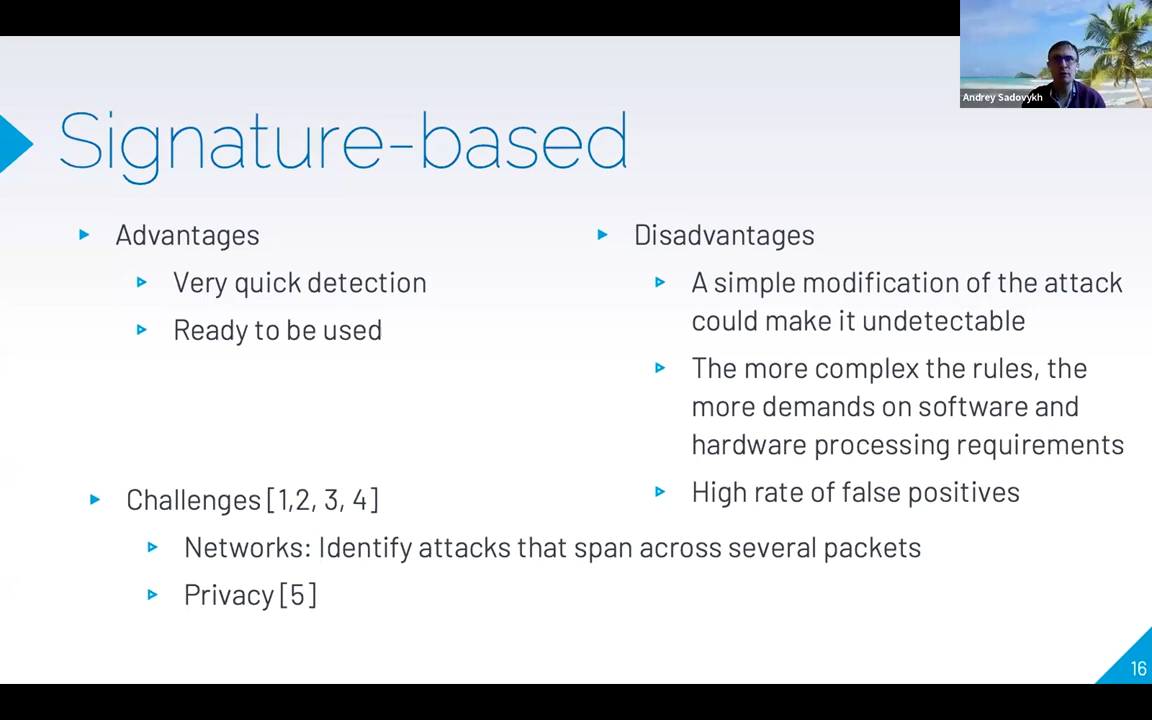 Andrey Sadovykh
Signature-based
Advantages
Very quick detection
Ready to be used
Disadvantages
A simple modification of the attack
could make it undetectable
The more complex the rules, the
more demands on software and
hardware processing requirements
High rate of false positives
Challenges [1,2, 3, 4]
Networks: Identify attacks that span across several packets
Privacy [5]
16